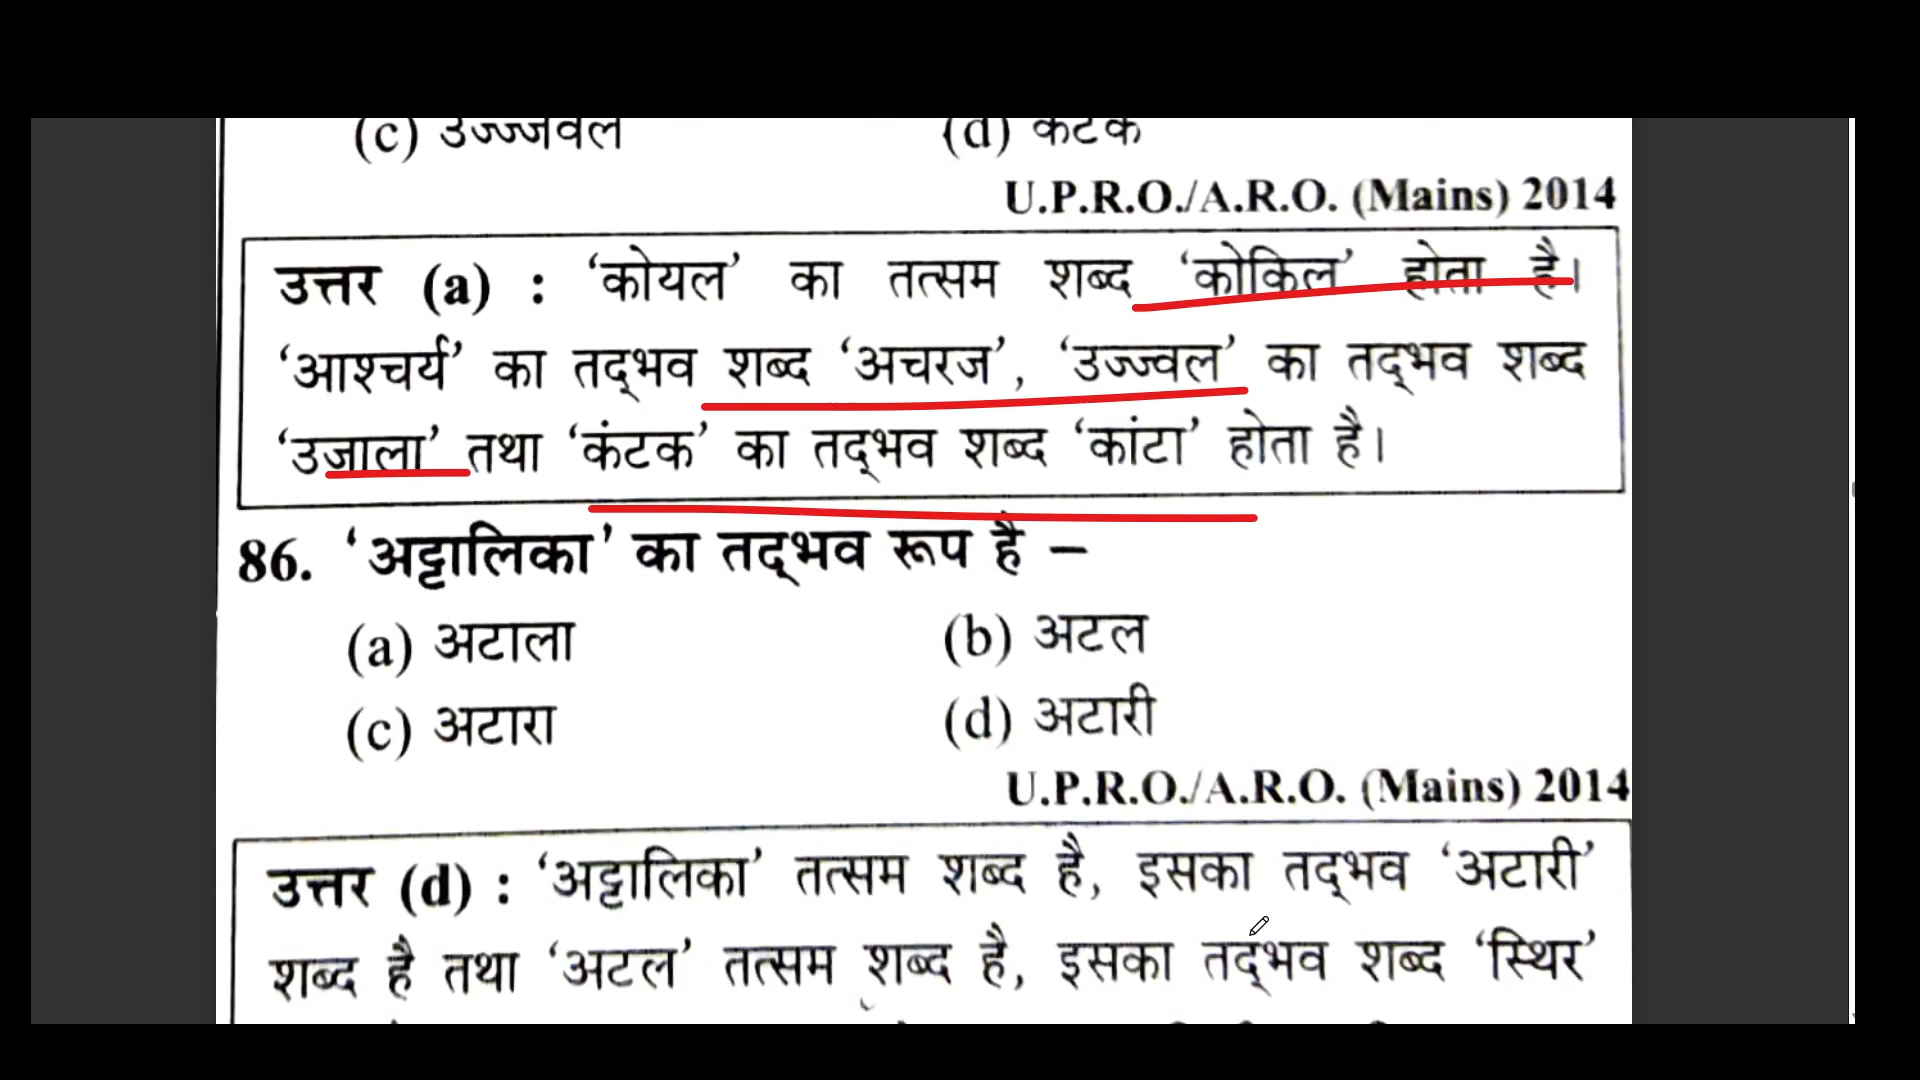 (c) उज्ज्वल
(d) कंटक
U.P.R.O./A.R.O. (Mains) 2014
उत्तर (a) : ‘कोयल’ का तत्सम शब्द ‘कोकिल’ होता है।
‘आश्चर्य’ का तद्‌भव शब्द ‘अचरज’, ‘उज्ज्वल’ का तद्‌भव शब्द
‘उजाला’ तथा ‘कंटक’ का तद्‌भव शब्द ‘कांटा’ होता है।
86. ‘अट्टालिका’ का तद्‌भव रूप है –
(a) अटाला
(b) अटल
(c) अटारा
(d) अटारी
U.P.R.O./A.R.O. (Mains) 2014
उत्तर (d) : ‘अट्टालिका’ तत्सम शब्द है, इसका तद्‌भव ‘अटारी’
शब्द है तथा ‘अटल’ तत्सम शब्द है, इसका तद्‌भव शब्द ‘स्थिर’